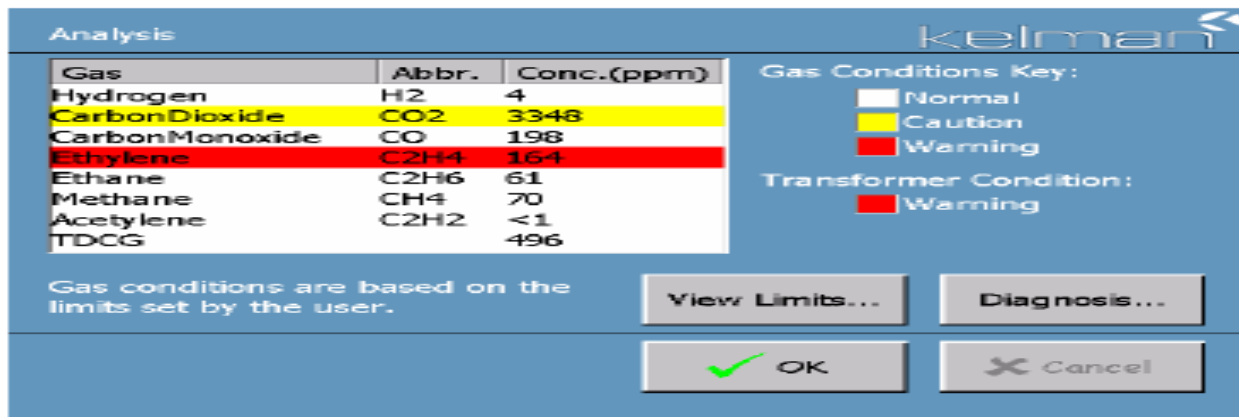 Analysis
kelman
Gas Abbr. Conc.(ppm)
Hydrogen H2 4
CarbonDioxide CO2 3348
CarbonMonoxide CO 198
Ethylene C2H4 164
Ethane C2H6 61
Methane CH4 70
Acetylene C2H2 <1
TDCG 496
Gas Conditions Key:
Normal
Caution
Warning
Transformer Condition:
Warning
Gas conditions are based on the
limits set by the user.
View Limits...
Diagnosis...
OK
Cancel